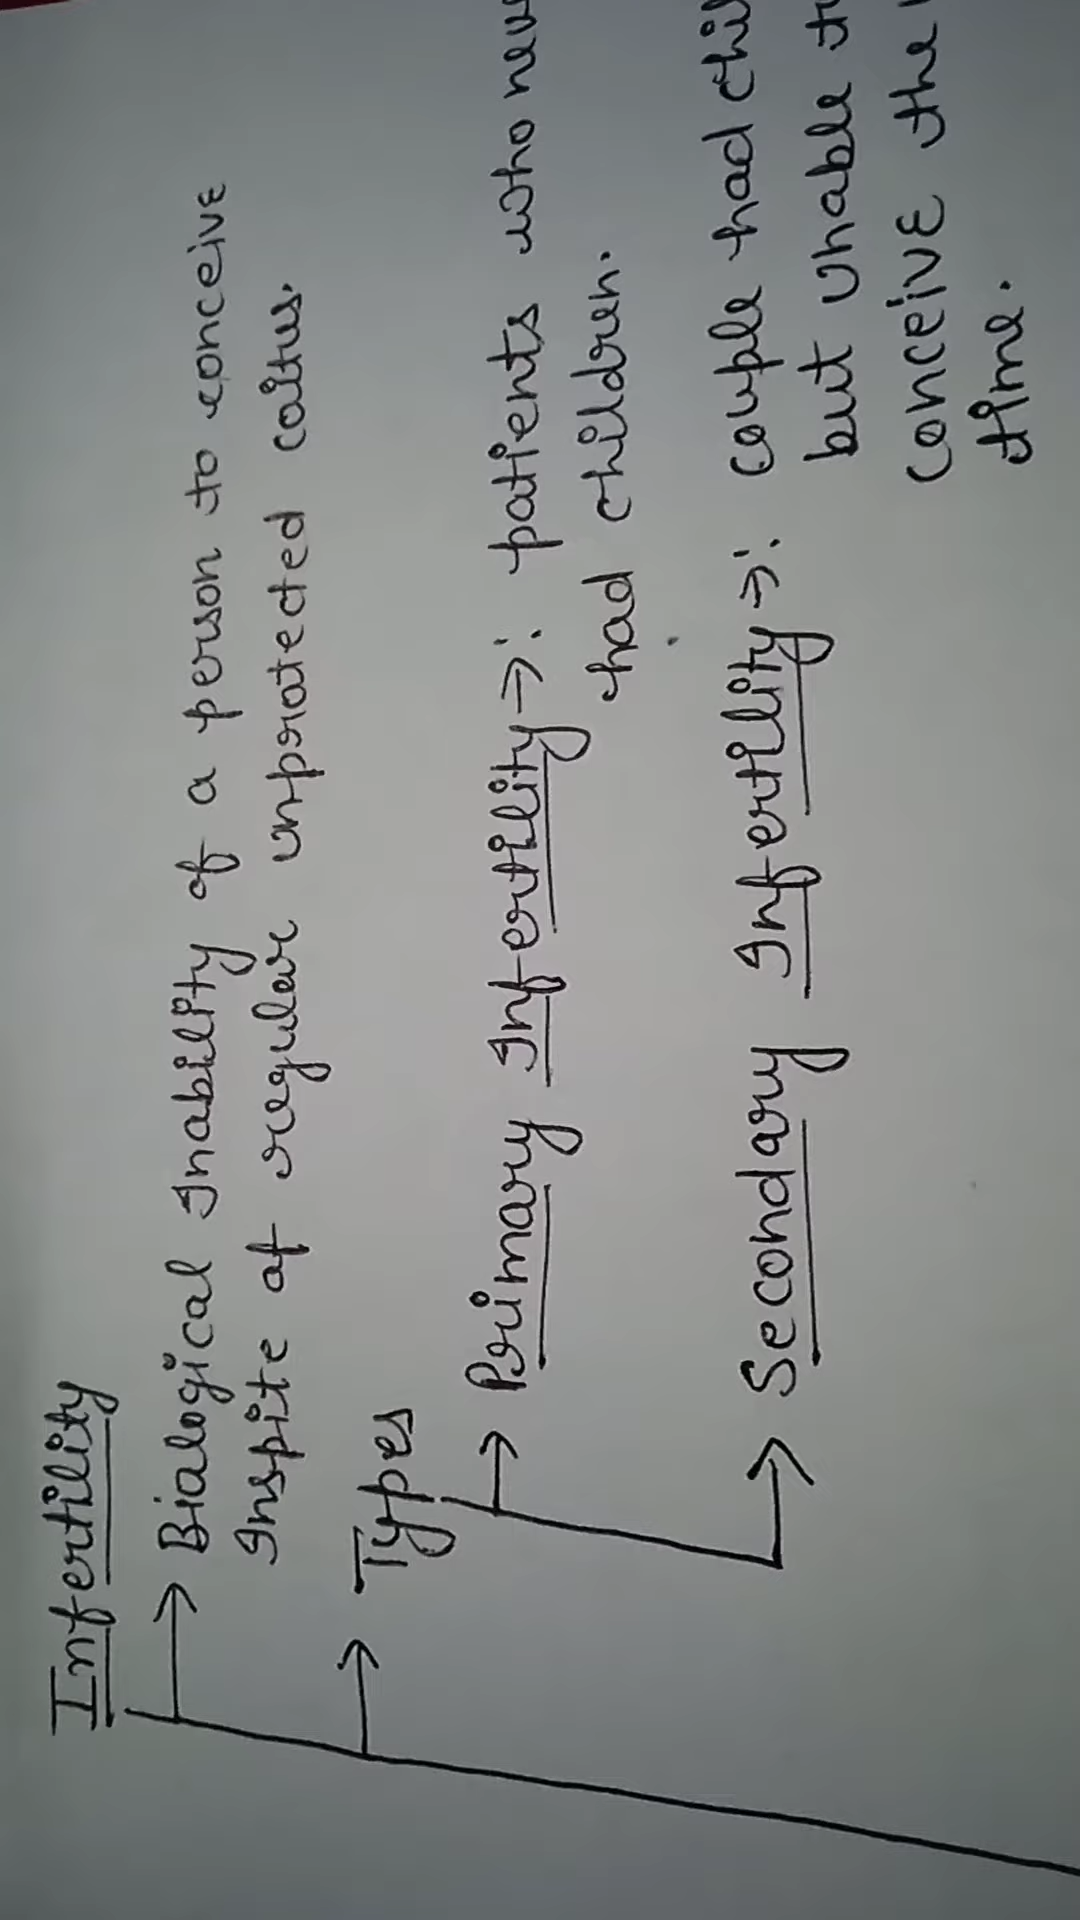 Infertility
→ Biological Inability of a person to conceive
Inspite of regular unprotected coitus.
→ Types
→ Primary Infertility →: patients who
had children.
→ Secondary Infertility →: couple had
but unable
conceive the
time.